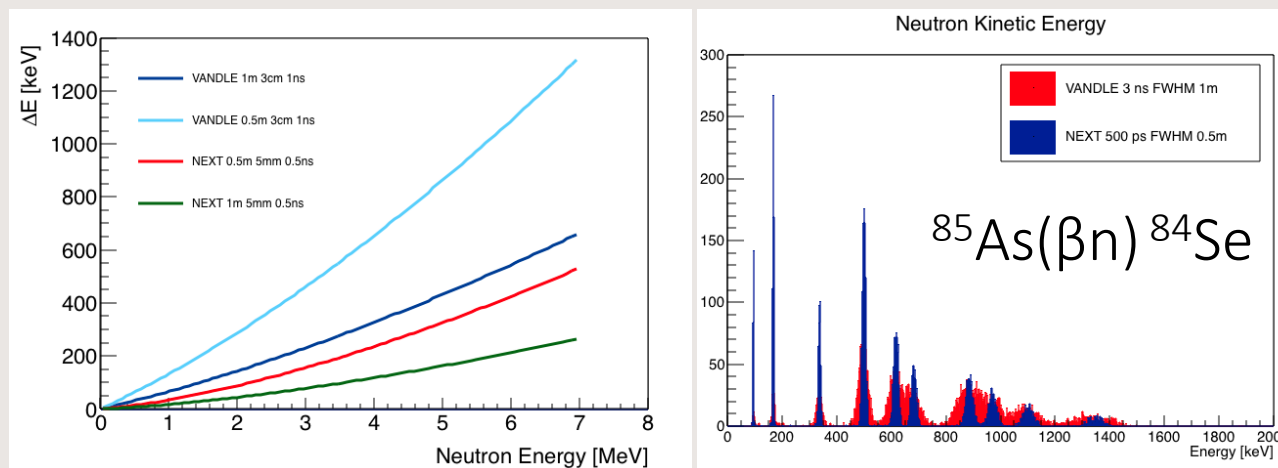 1400
1200
1000
800
600
400
200
0
ΔE [keV]
VANDLE 1m 3cm 1ns
VANDLE 0.5m 3cm 1ns
NEXT 0.5m 5mm 0.5ns
NEXT 1m 5mm 0.5ns
0 1 2 3 4 5 6 7 8
Neutron Energy [MeV]
Neutron Kinetic Energy
300
250
200
150
100
50
0
VANDLE 3 ns FWHM 1m
NEXT 500 ps FWHM 0.5m
⁸⁵As(βn) ⁸⁴Se
0 200 400 600 800 1000 1200 1400 1600 1800 200
Energy [keV]